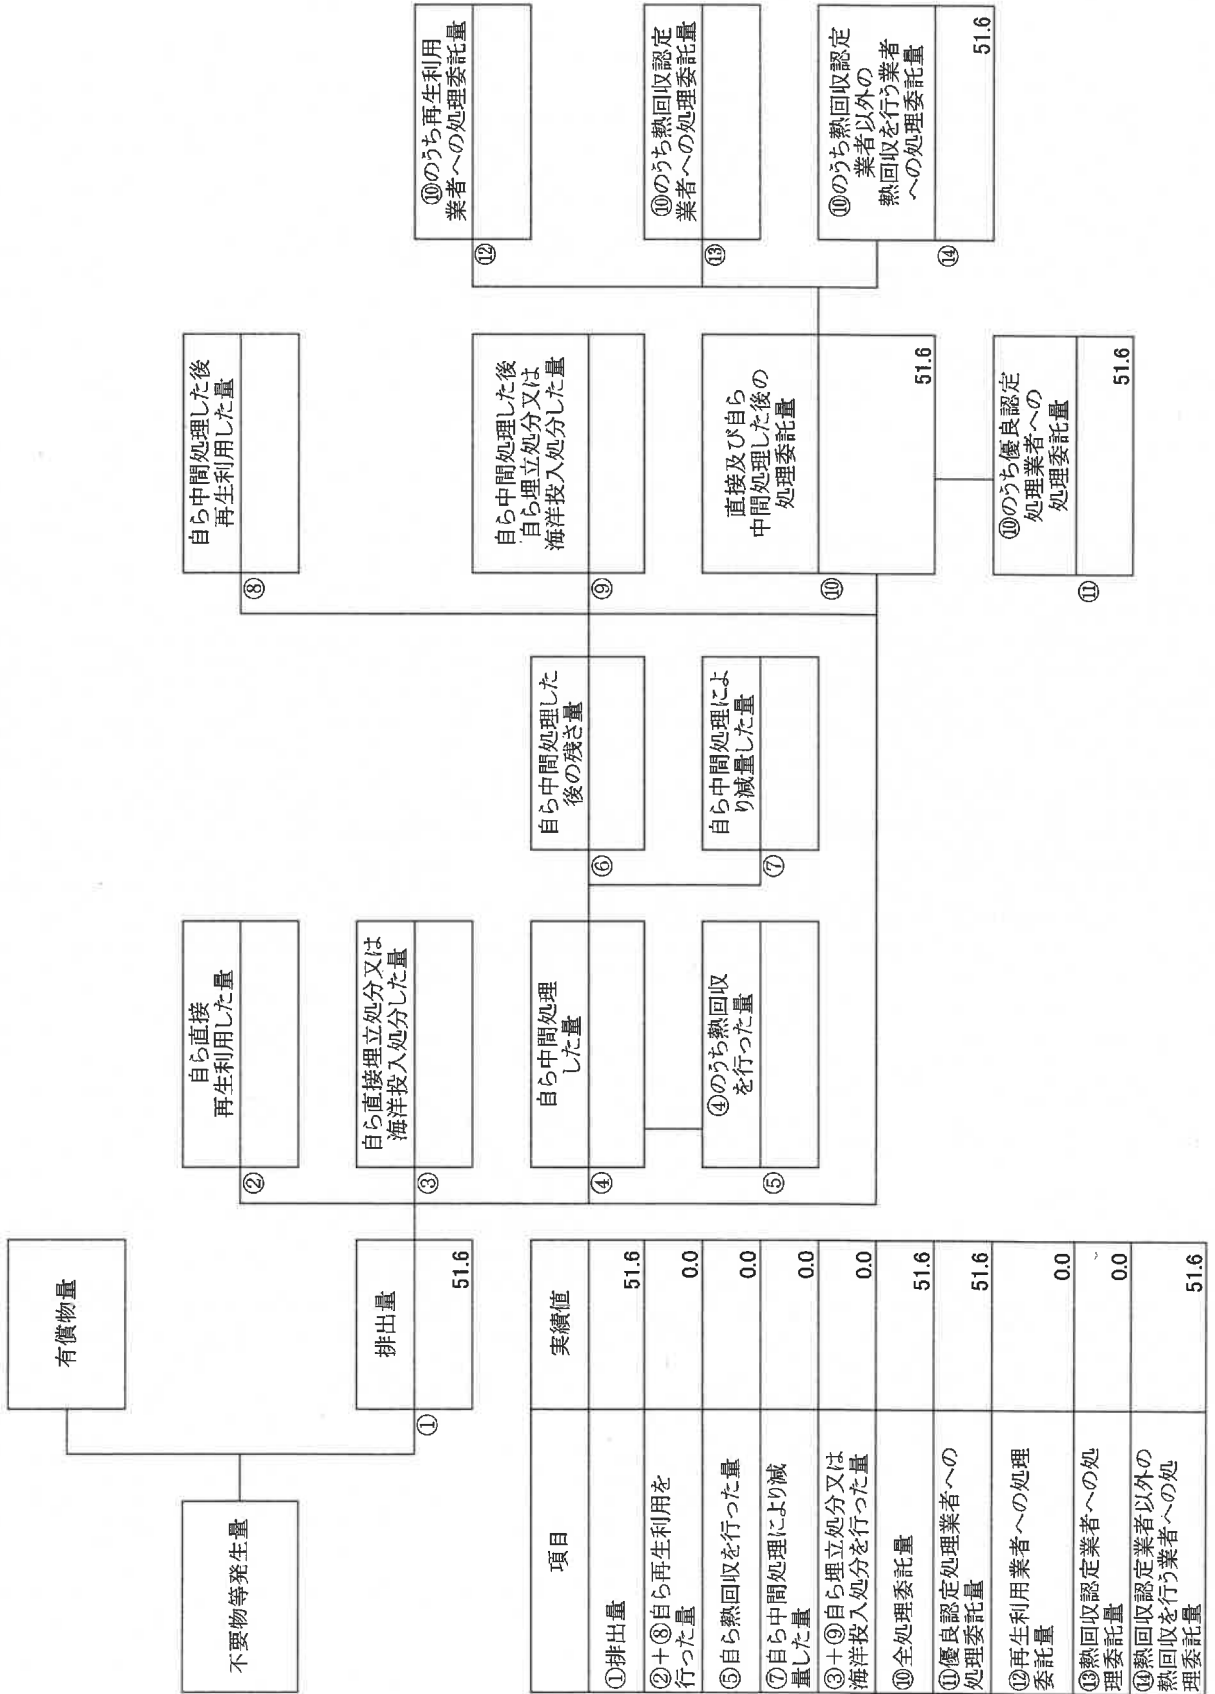 不要物等発生量
有償物量
排出量
①
51.6
自ら直接
再生利用した量
②
自ら直接埋立処分又は
海洋投入処分した量
③
自ら中間処理
した量
④
④のうち熱回収
を行った量
⑤
自ら中間処理した
後の残さ量
⑥
自ら中間処理によ
り減量した量
⑦
自ら中間処理した後
再生利用した量
⑧
自ら中間処理した後
自ら埋立処分又は
海洋投入処分した量
⑨
直接及び自ら
中間処理した後の
処理委託量
⑩
51.6
⑩のうち優良認定
処理業者への
処理委託量
⑪
51.6
⑩のうち再生利用
業者への処理委託量
⑫
⑩のうち熱回収認定
業者への処理委託量
⑬
⑩のうち熱回収認定
業者以外の
熱回収を行う業者
への処理委託量
⑭
51.6
項目
実績値
①排出量
51.6
②+⑧自ら再生利用を
行った量
0.0
⑤自ら熱回収を行った量
0.0
⑦自ら中間処理により減
量した量
0.0
③+⑨自ら埋立処分又は
海洋投入処分を行った量
0.0
⑩全処理委託量
51.6
⑪優良認定処理業者への
処理委託量
51.6
⑫再生利用業者への処理
委託量
0.0
⑬熱回収認定業者への処
理委託量
0.0
⑭熱回収認定業者以外の
熱回収を行う業者への処
理委託量
51.6